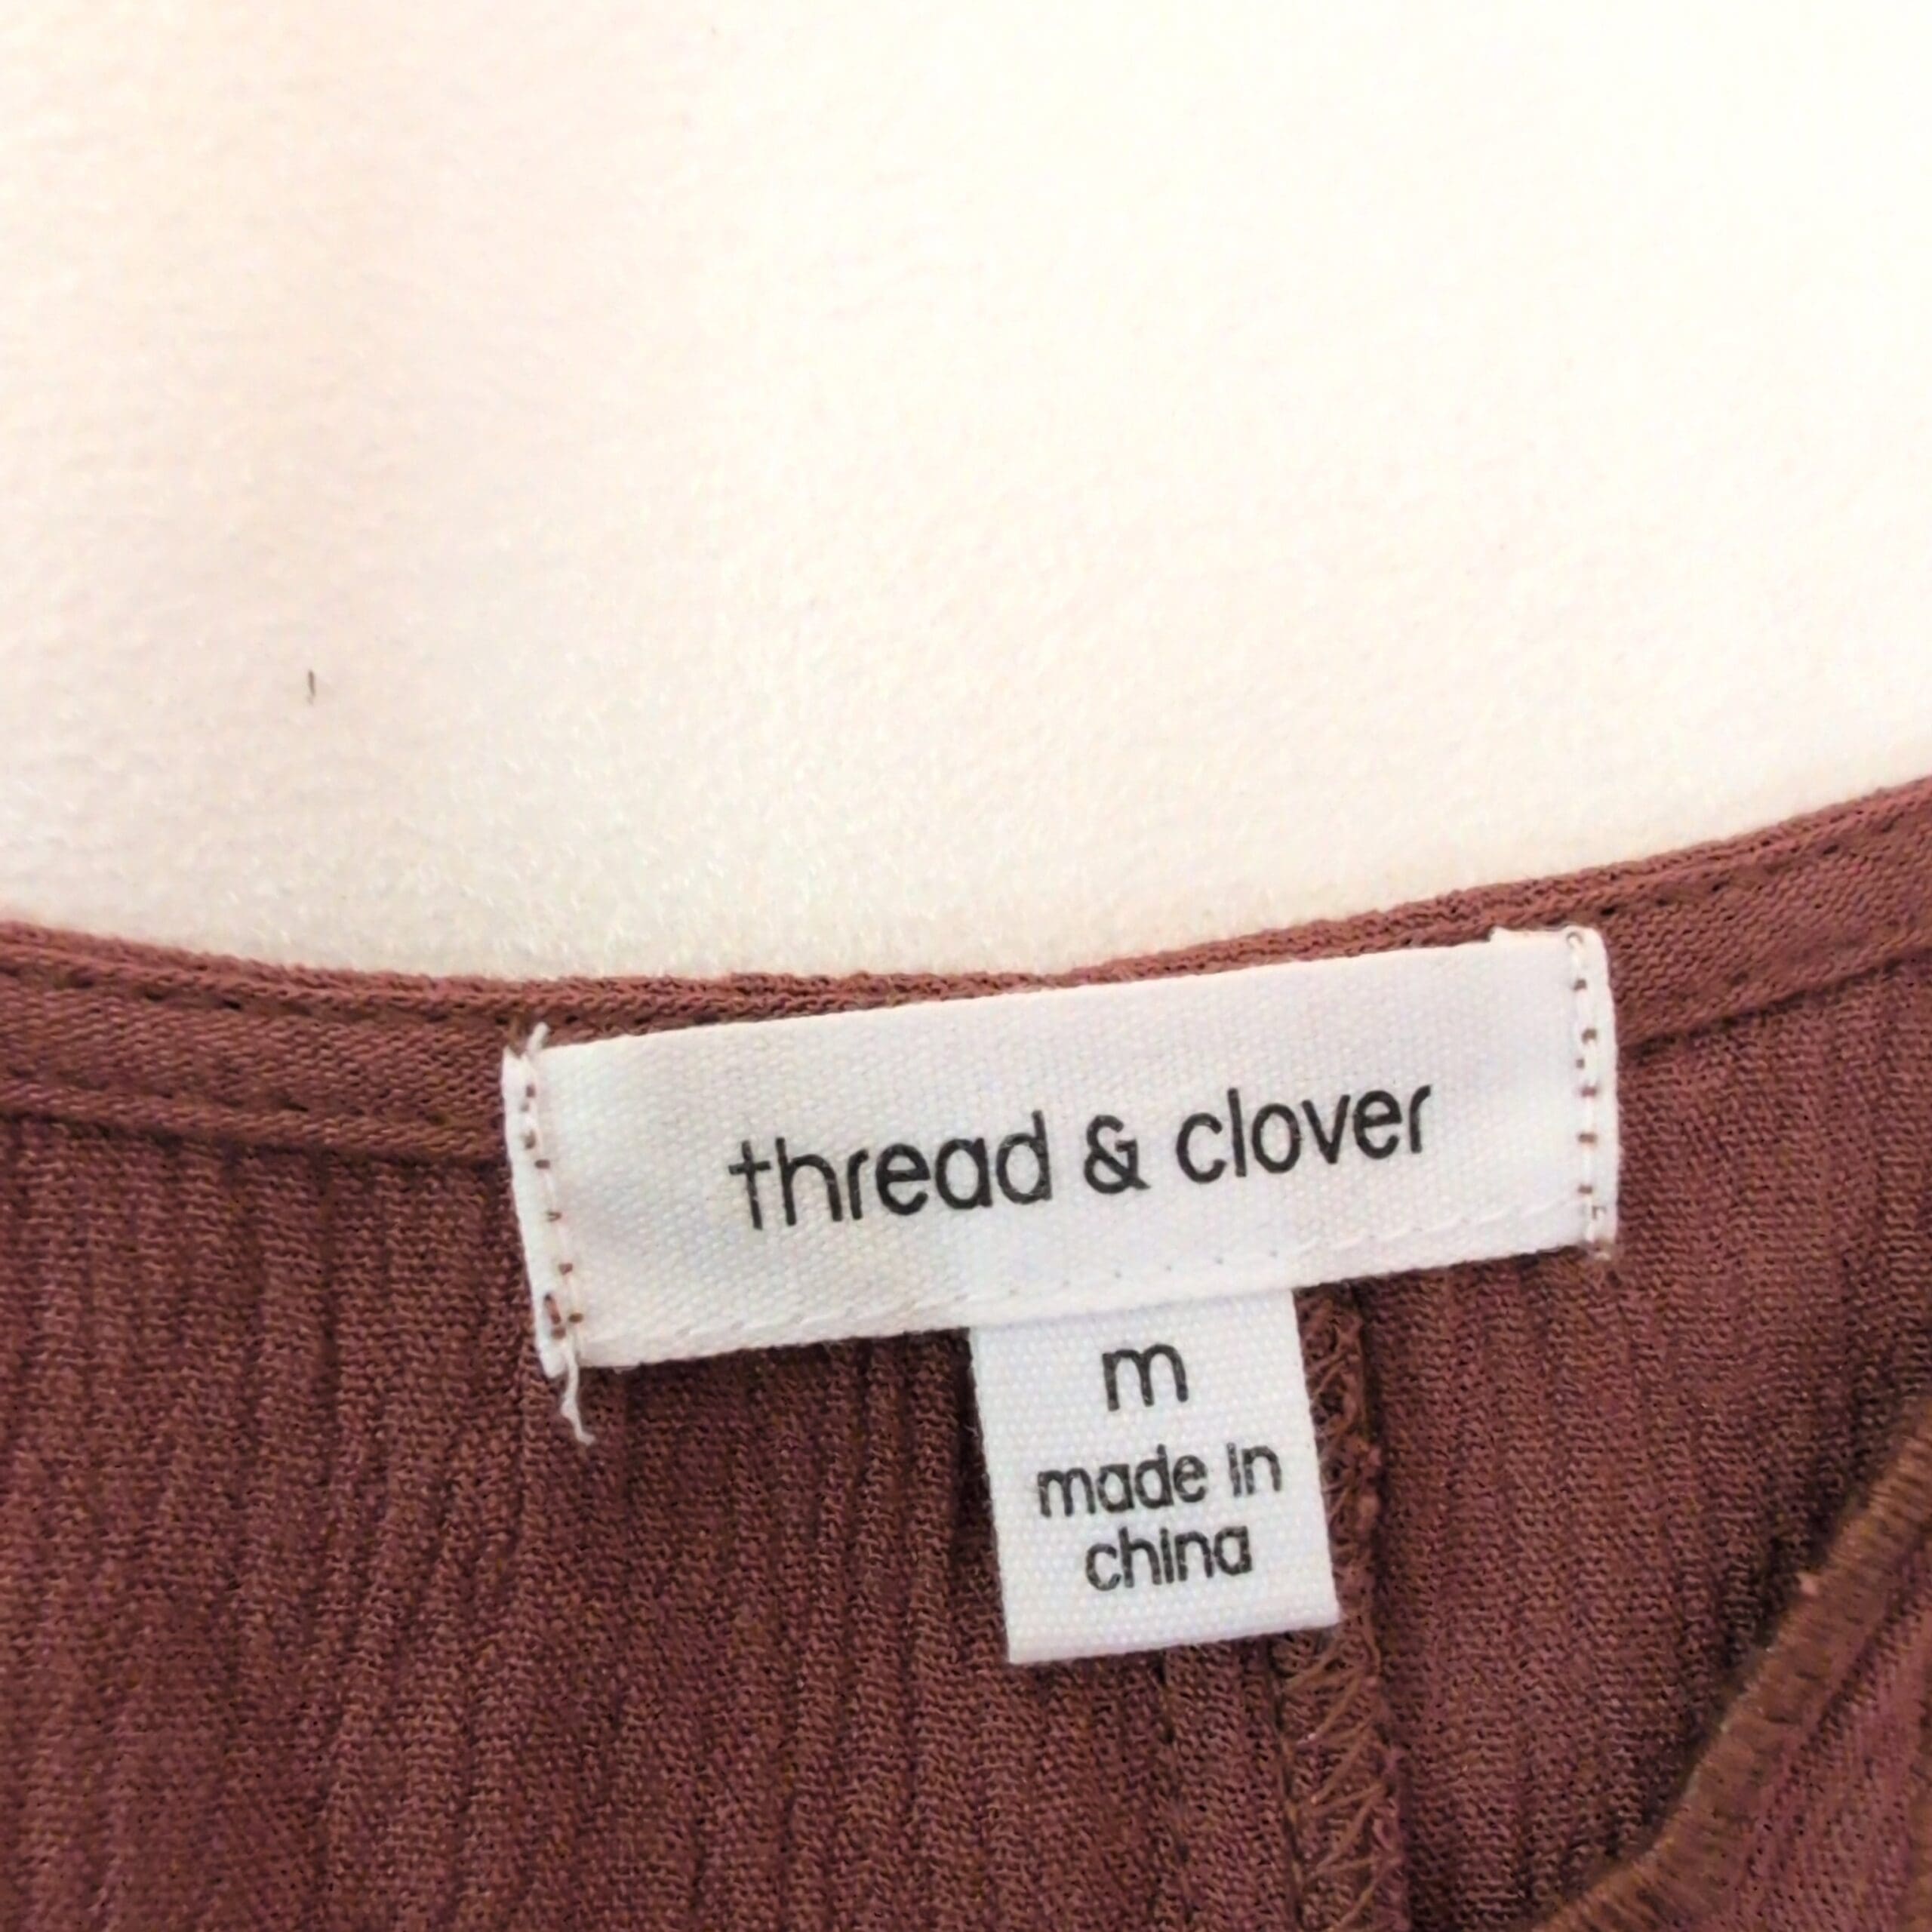 thread & clover
m
made in
china